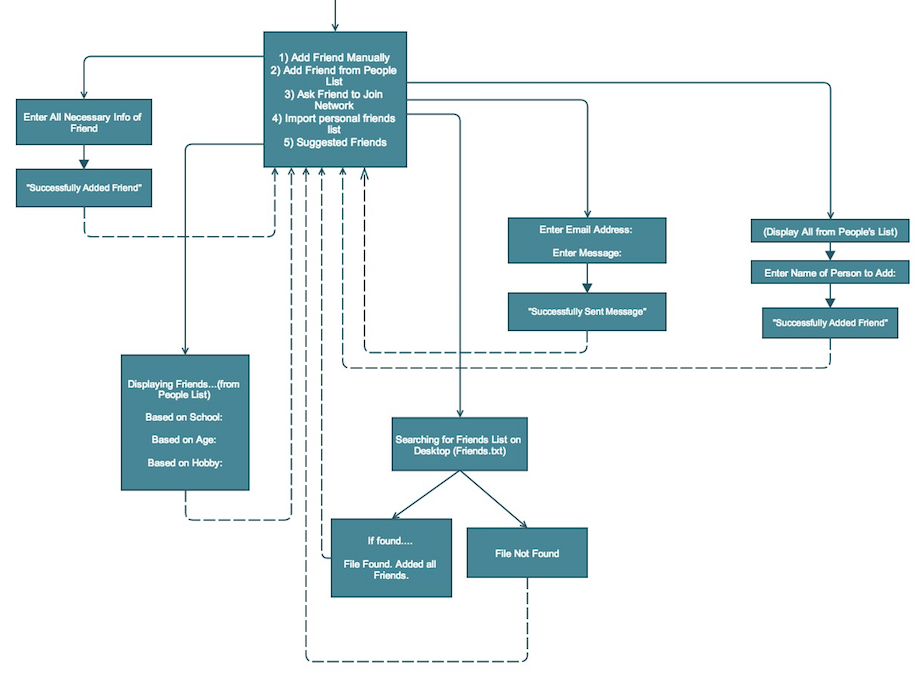 1) Add Friend Manually
2) Add Friend from People
List
3) Ask Friend to Join
Network
4) Import personal friends
list
5) Suggested Friends
Enter All Necessary Info of
Friend
"Successfully Added Friend"
Enter Email Address:
Enter Message:
"Successfully Sent Message"
(Display All from People's List)
Enter Name of Person to Add:
"Successfully Added Friend"
Displaying Friends...(from
People List)
Based on School:
Based on Age:
Based on Hobby:
Searching for Friends List on
Desktop (Friends.txt)
If found....
File Found. Added all
Friends.
File Not Found